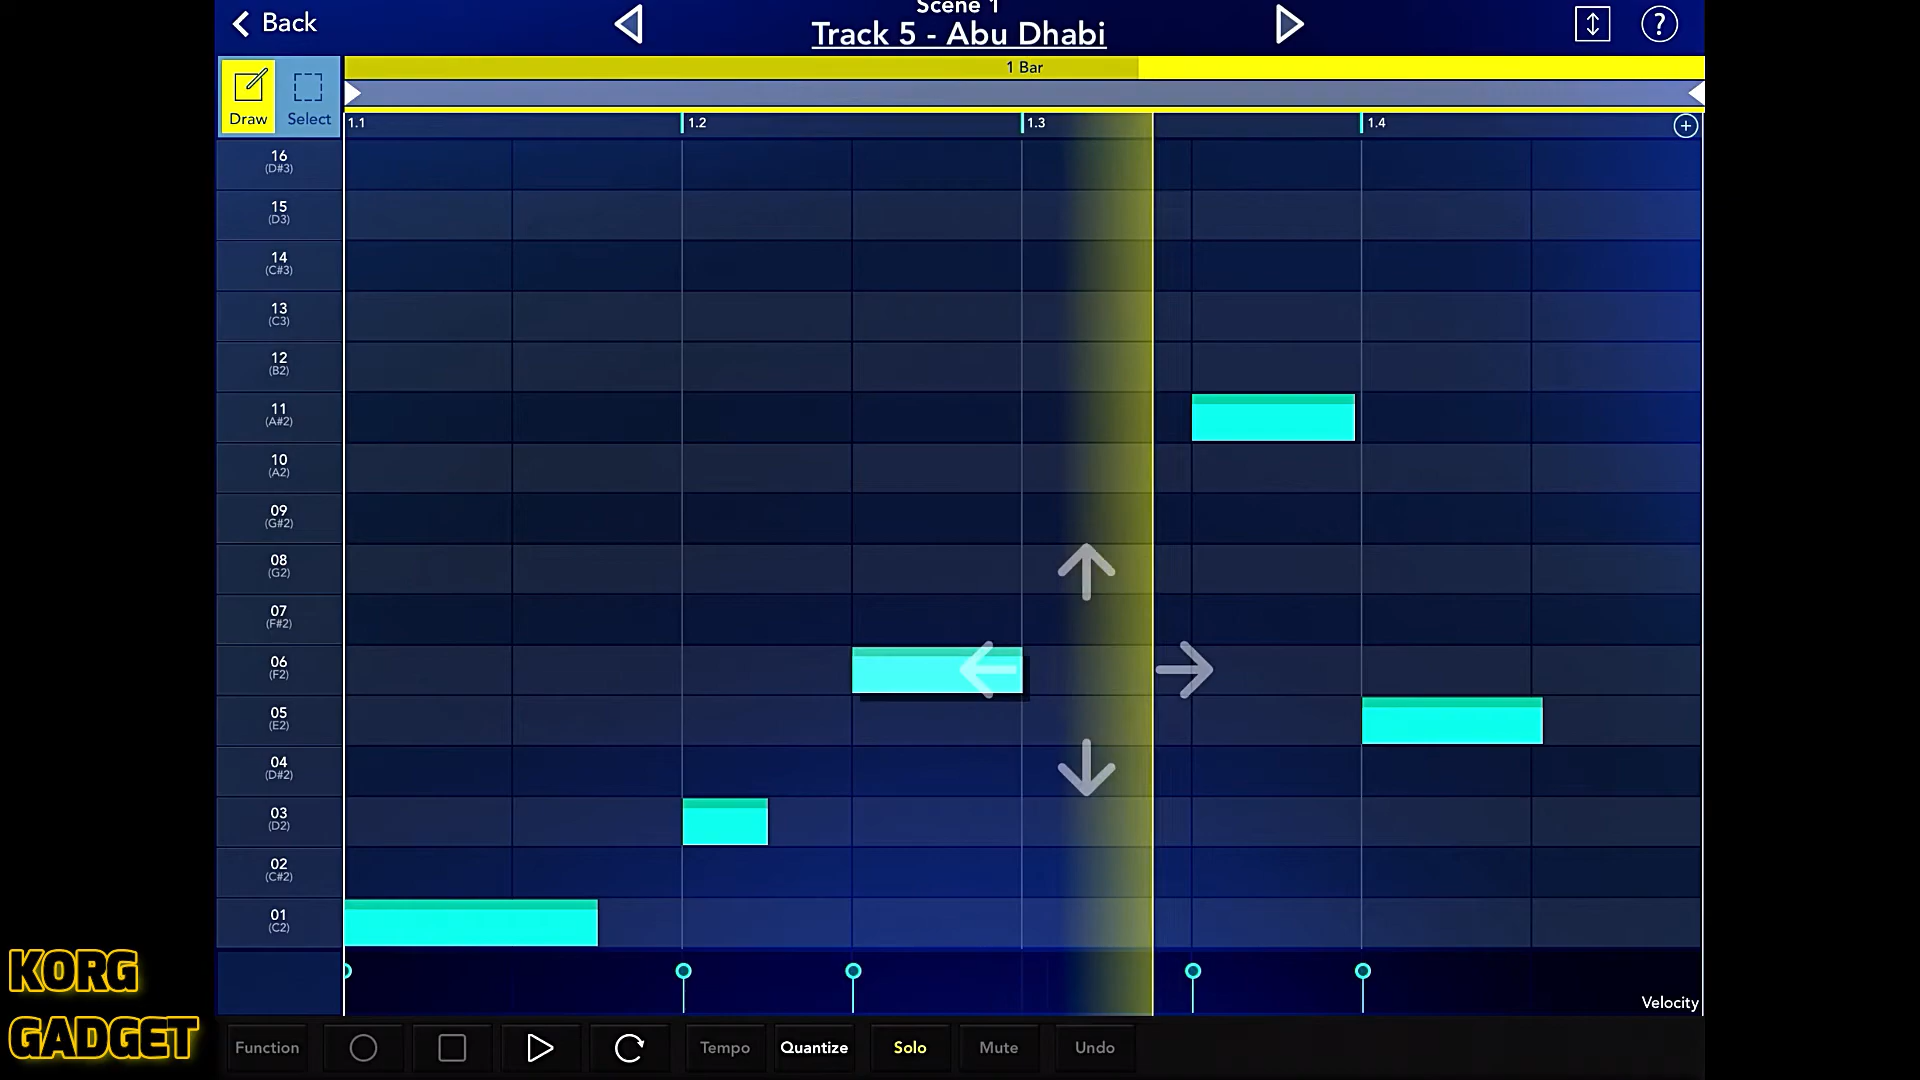 Scene 1
Back
Track 5 - Abu Dhabi
?
1 Bar
Draw
Select
1.1
1.2
1.3
1.4
16
(D#3)
15
(D3)
14
(C#3)
13
(C3)
12
(B2)
11
(A#2)
10
(A2)
09
(G#2)
08
(G2)
07
(F#2)
06
(F2)
05
(E2)
04
(D#2)
03
(D2)
02
(C#2)
01
(C2)
Velocity
KORG
GADGET
Function
Tempo
Quantize
Solo
Mute
Undo